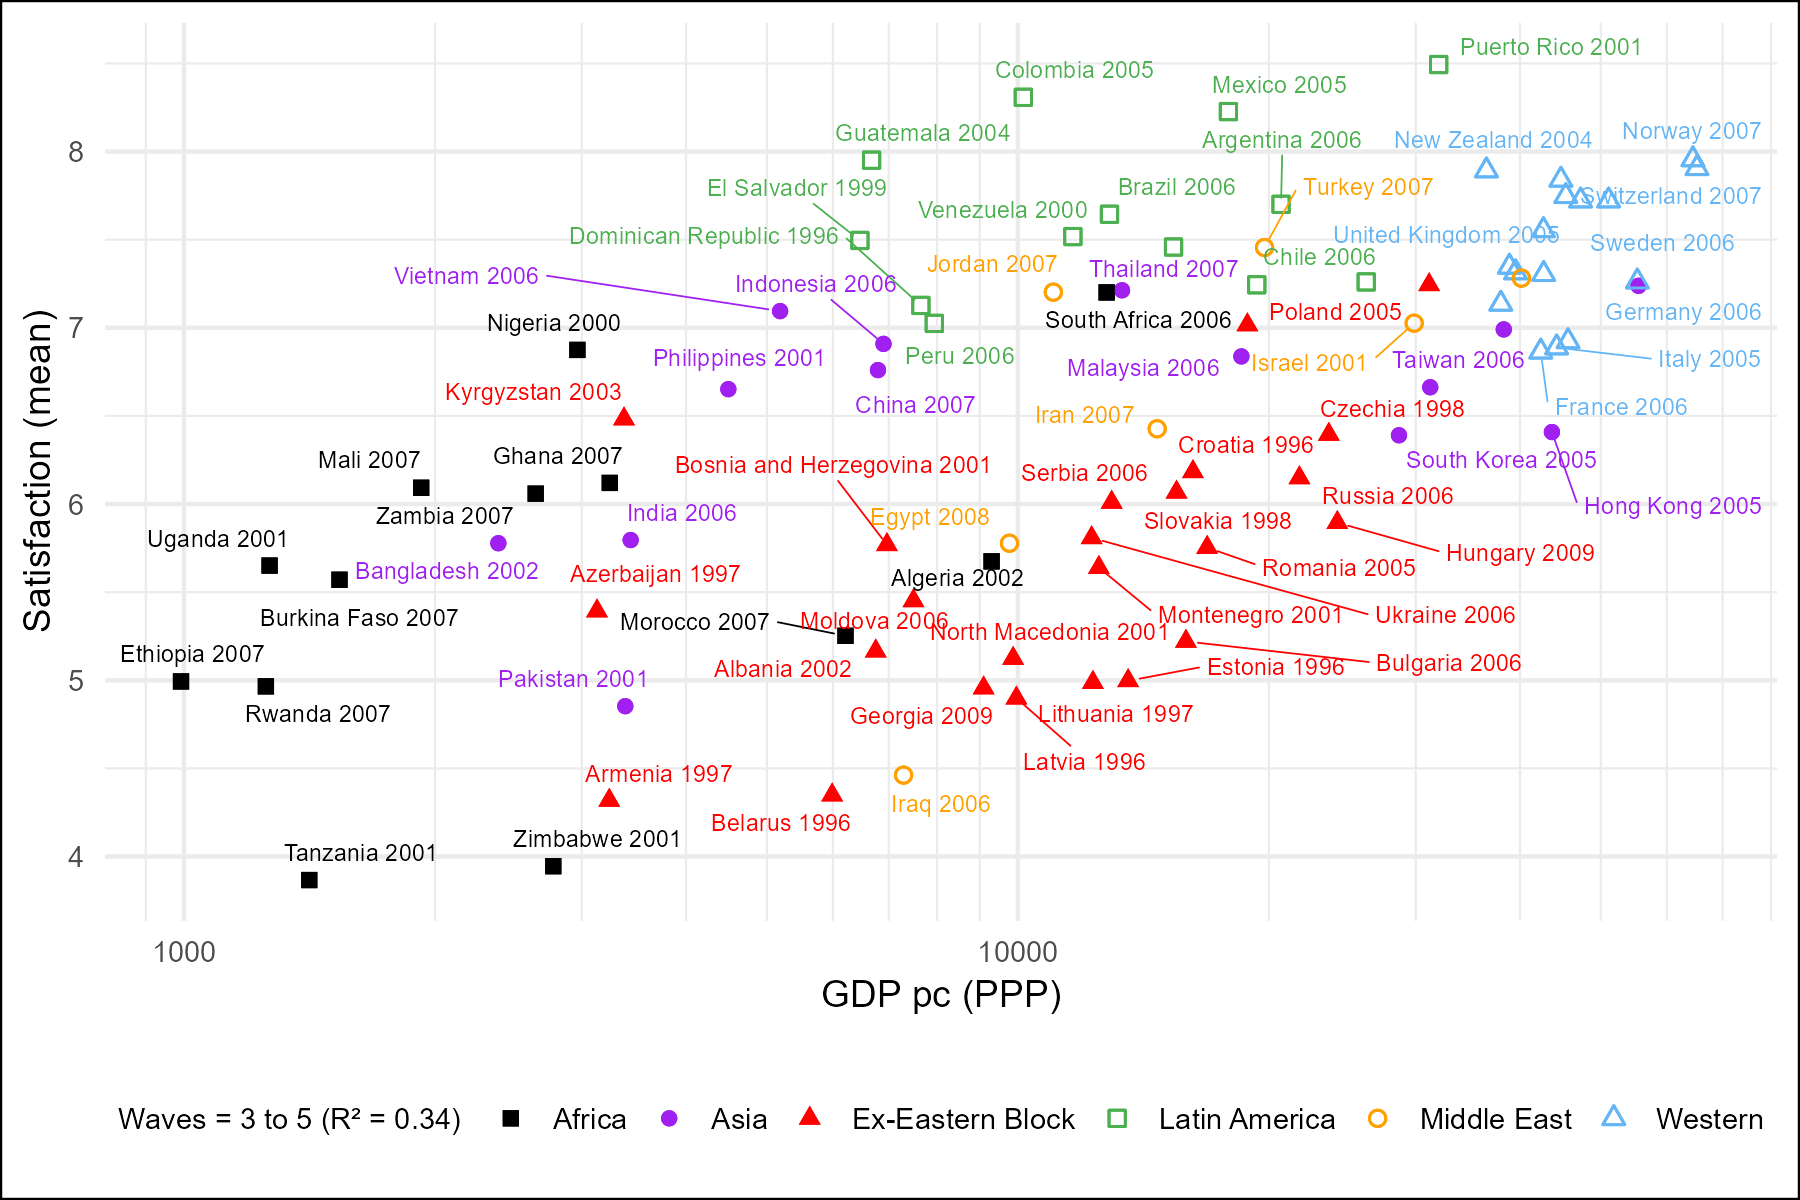 Puerto Rico 2001
Colombia 2005
Mexico 2005
Norway 2007
Guatemala 2004
Argentina 2006
New Zealand 2004
8
El Salvador 1999
Brazil 2006
Turkey 2007
Switzerland 2007
Venezuela 2000
Dominican Republic 1996
United Kingdom 2005
Sweden 2006
Chile 2006
Jordan 2007
Thailand 2007
Vietnam 2006
Indonesia 2006
Poland 2005
Germany 2006
South Africa 2006
Nigeria 2000
7
Philippines 2001
Peru 2006
Malaysia 2006
Israel 2001
Taiwan 2006
Italy 2005
Kyrgyzstan 2003
China 2007
Iran 2007
Czechia 1998
France 2006
Croatia 1996
Mali 2007
Ghana 2007
Bosnia and Herzegovina 2001
Serbia 2006
South Korea 2005
Russia 2006
Hong Kong 2005
6
Zambia 2007
India 2006
Egypt 2008
Slovakia 1998
Uganda 2001
Hungary 2009
Bangladesh 2002
Azerbaijan 1997
Algeria 2002
Romania 2005
Burkina Faso 2007
Morocco 2007
Moldova 2006
North Macedonia 2001
Montenegro 2001
Ukraine 2006
Ethiopia 2007
Albania 2002
Estonia 1996
Bulgaria 2006
5
Pakistan 2001
Rwanda 2007
Georgia 2009
Lithuania 1997
Latvia 1996
Armenia 1997
Iraq 2006
Belarus 1996
Zimbabwe 2001
Tanzania 2001
4
Satisfaction (mean)
1000
10000
GDP pc (PPP)
Waves = 3 to 5 (R² = 0.34) Africa Asia Ex-Eastern Block Latin America Middle East Western